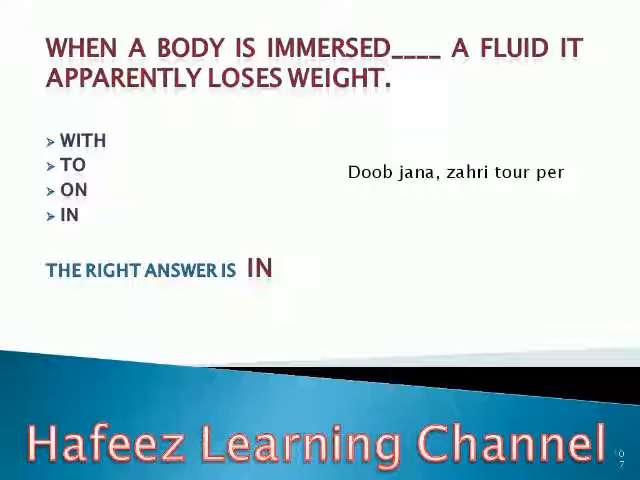 WHEN A BODY IS IMMERSED____ A FLUID IT
APPARENTLY LOSES WEIGHT.
➢ WITH
➢ TO
➢ ON
➢ IN
Doob jana, zahri tour per
THE RIGHT ANSWER IS IN
Hafeez Learning Channel
07